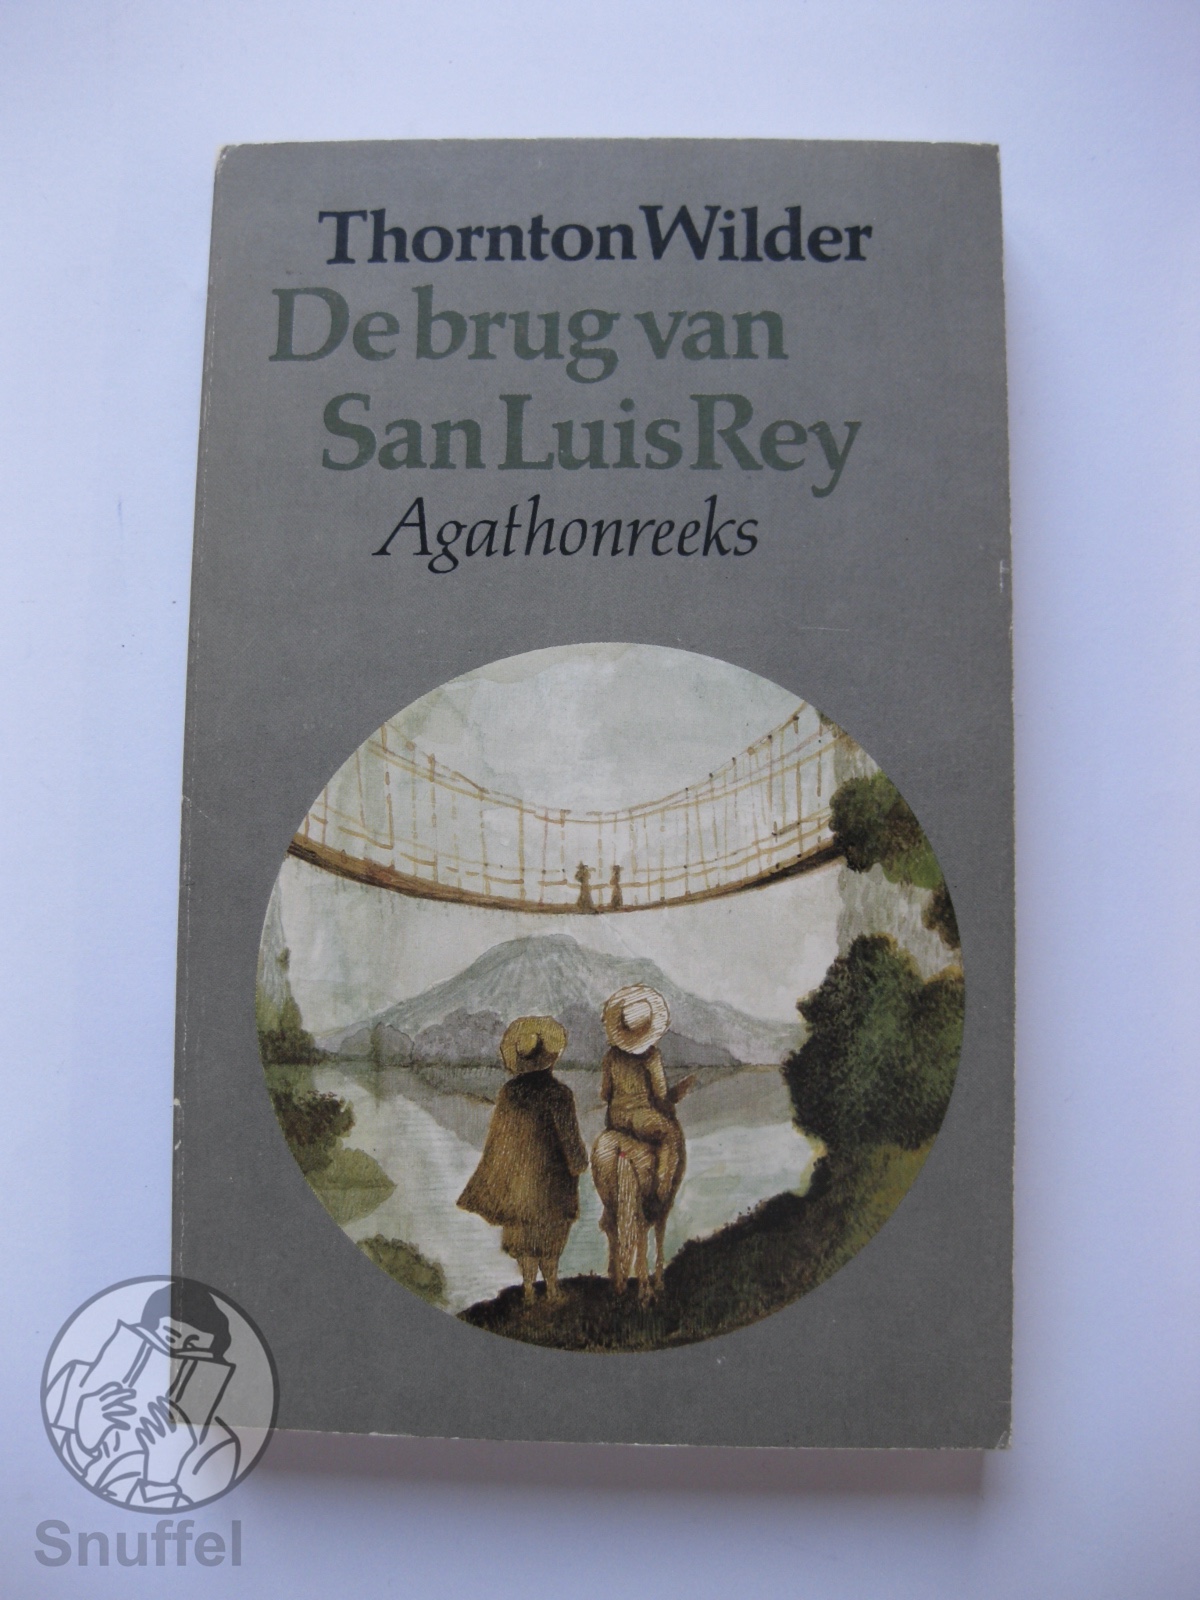 Thornton Wilder
De brug van
San Luis Rey
Agathonreeks
Snuffel